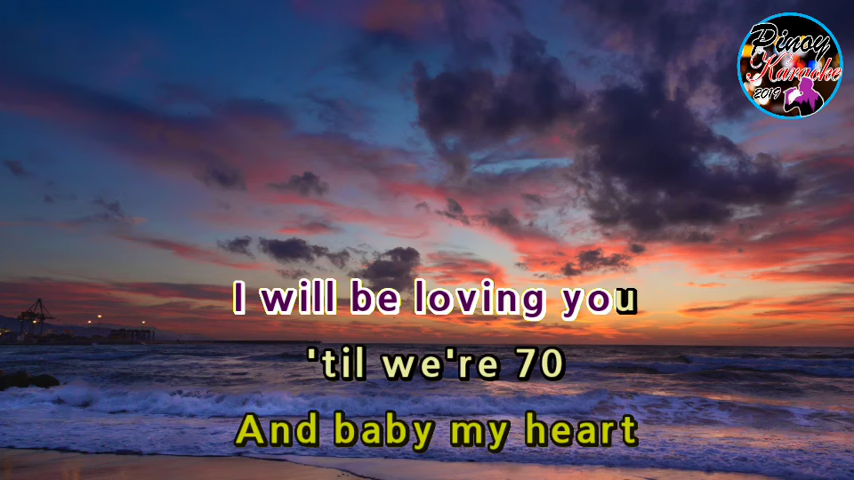 Pinoy
Karaoke
2019
I will be loving you
'til we're 70
And baby my heart